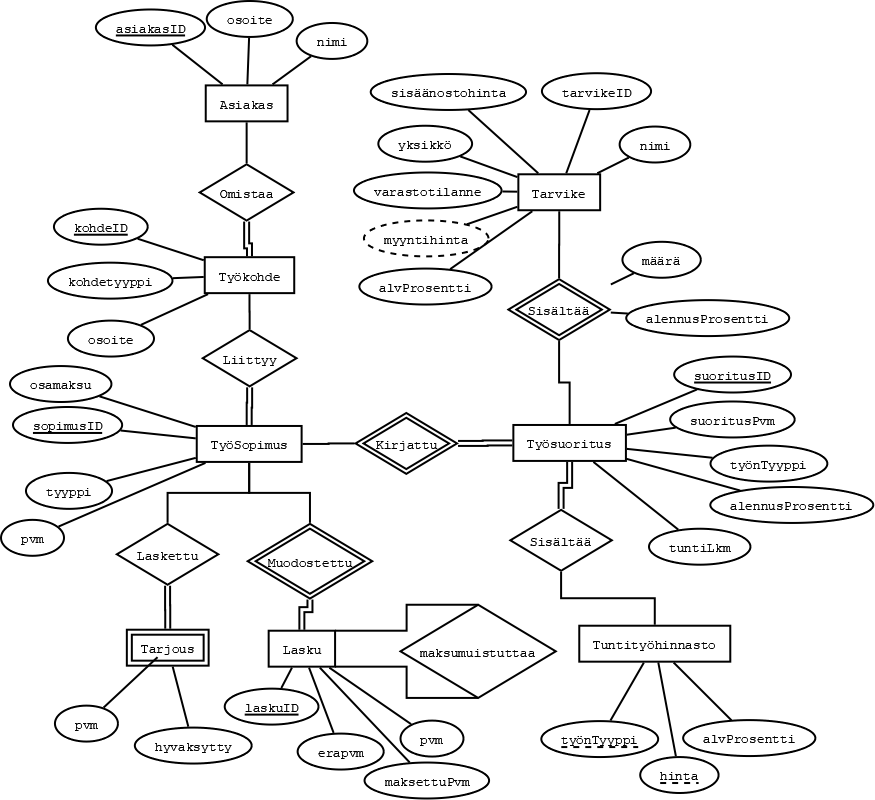 asiakasID
osoite
nimi
Asiakas
sisäänostohinta
tarvikeID
yksikkö
nimi
varastotilanne
Tarvike
Omistaa
kohdeID
myyntihinta
määrä
Työkohde
kohdetyyppi
alvProsentti
Sisältää
alennusProsentti
osoite
Liittyy
osamaksu
suoritusID
sopimusID
suoritusPvm
TyöSopimus
Kirjattu
Työsuoritus
työnTyyppi
tyyppi
alennusProsentti
pvm
Laskettu
Muodostettu
Sisältää
tuntiLkm
Tarjous
Lasku
maksumuistuttaa
Tuntityöhinnasto
laskuID
pvm
hyvaksytty
erapvm
pvm
maksettuPvm
työnTyyppi
alvProsentti
hinta